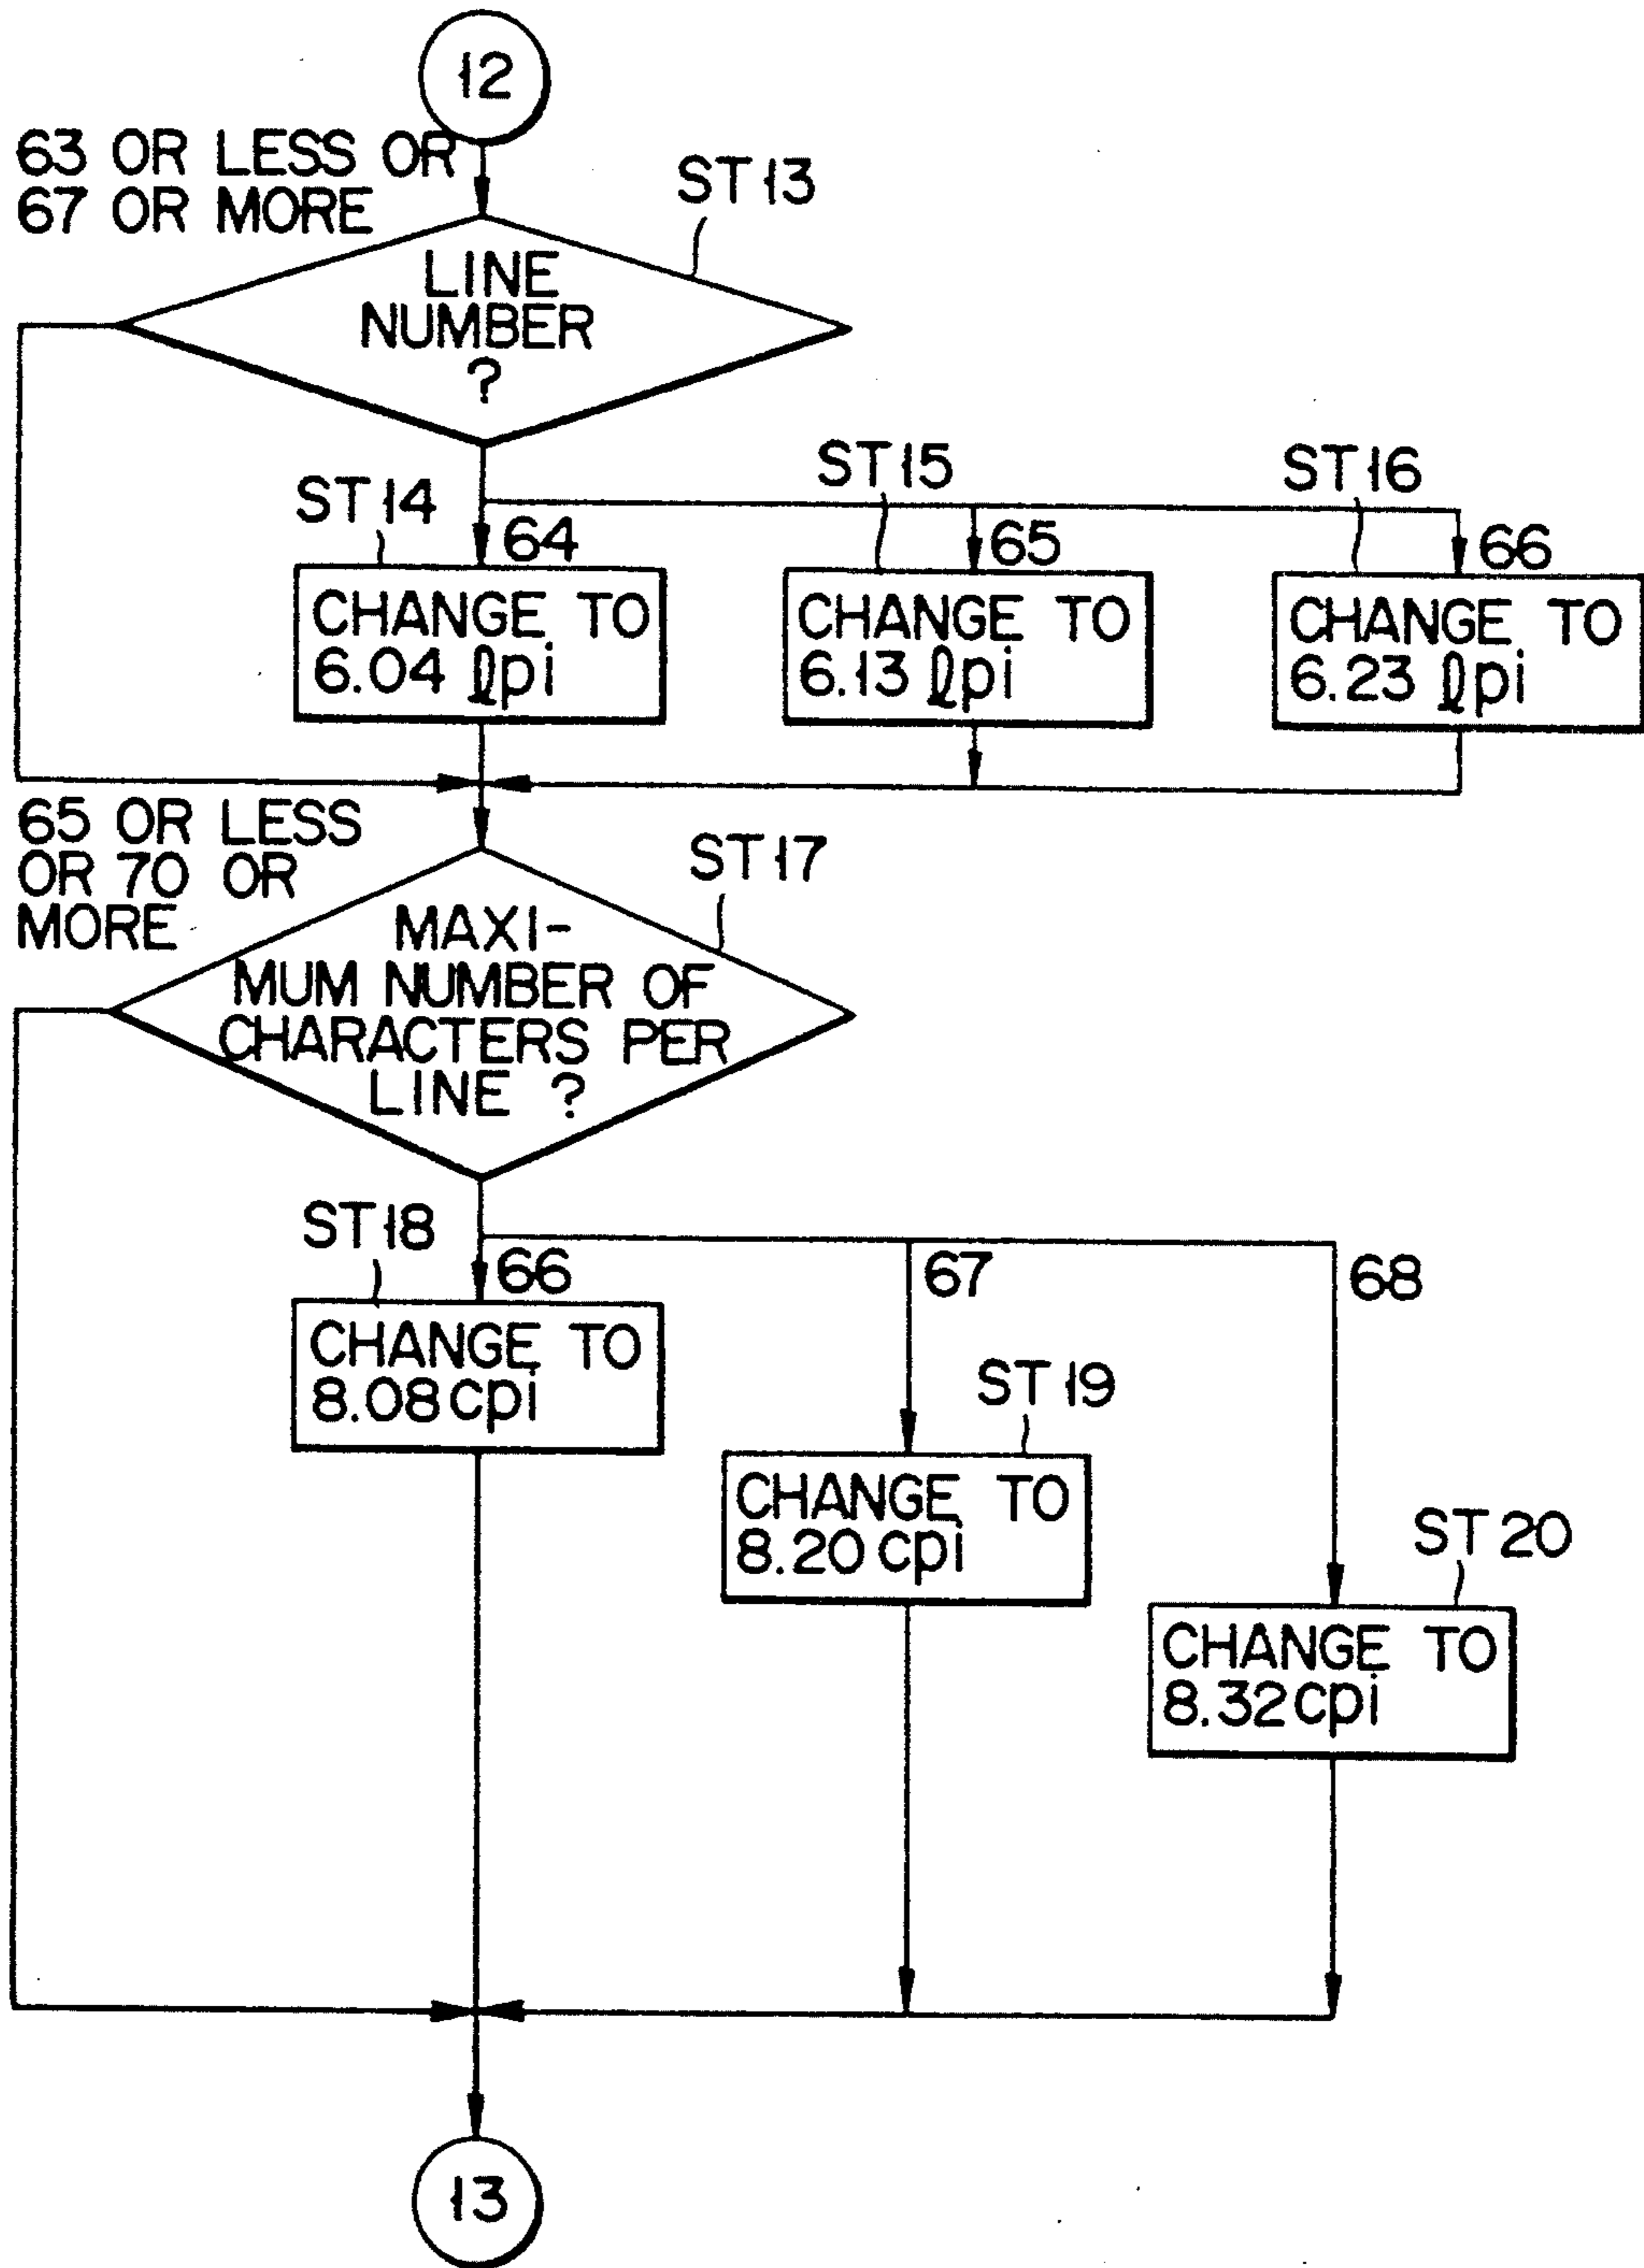 12
63 OR LESS OR
67 OR MORE
ST13
LINE
NUMBER
?
ST14
ST15
ST16
64
65
66
CHANGE TO
6.04 lpi
CHANGE TO
6.13 lpi
CHANGE TO
6.23 lpi
65 OR LESS
OR 70 OR
MORE
ST17
MAXI-
MUM NUMBER OF
CHARACTERS PER
LINE ?
ST18
66
67
68
CHANGE TO
8.08 cpi
ST19
CHANGE TO
8.20 cpi
ST20
CHANGE TO
8.32 cpi
13